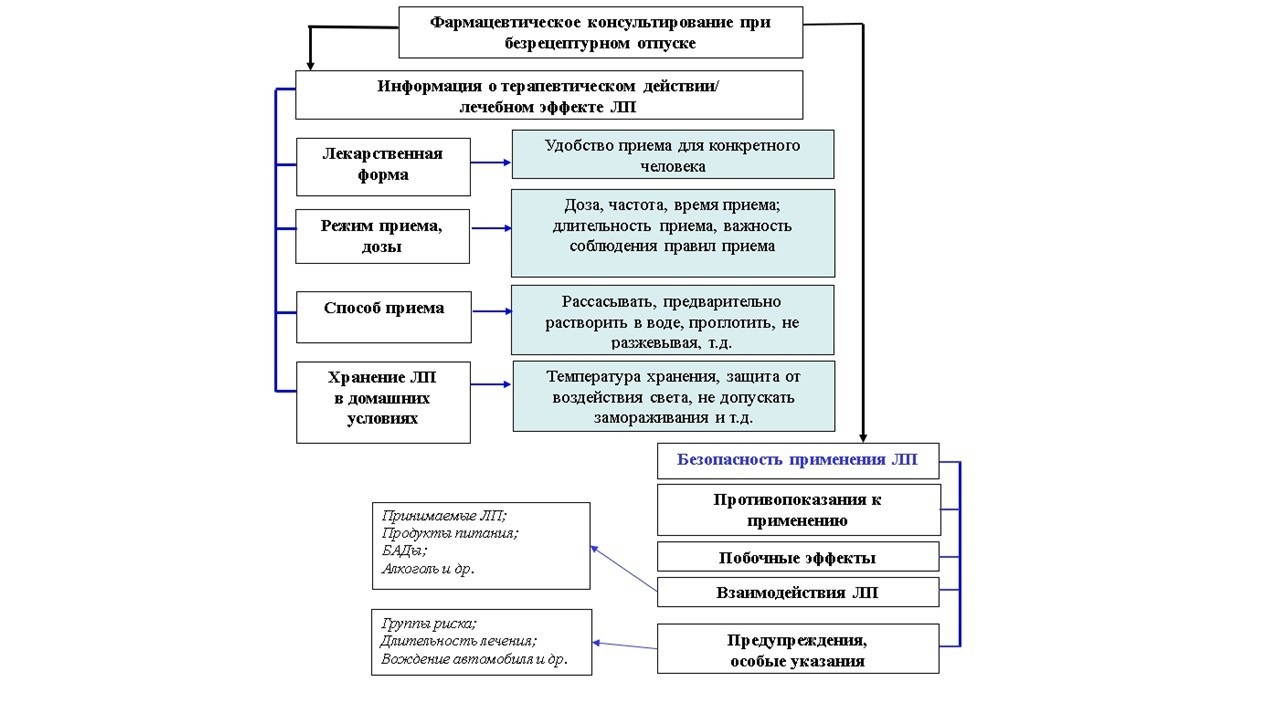 Фармацевтическое консультирование при
безрецептурном отпуске
Информация о терапевтическом действии/
лечебном эффекте ЛП
Лекарственная
форма
Удобство приема для конкретного
человека
Режим приема,
дозы
Доза, частота, время приема;
длительность приема, важность
соблюдения правил приема
Способ приема
Рассасывать, предварительно
растворить в воде, проглотить, не
разжевывая, т.д.
Хранение ЛП
в домашних
условиях
Температура хранения, защита от
воздействия света, не допускать
замораживания и т.д.
Безопасность применения ЛП
Противопоказания к
применению
Побочные эффекты
Взаимодействия ЛП
Принимаемые ЛП;
Продукты питания;
БАДы;
Алкоголь и др.
Предупреждения,
особые указания
Группы риска;
Длительность лечения;
Вождение автомобиля и др.